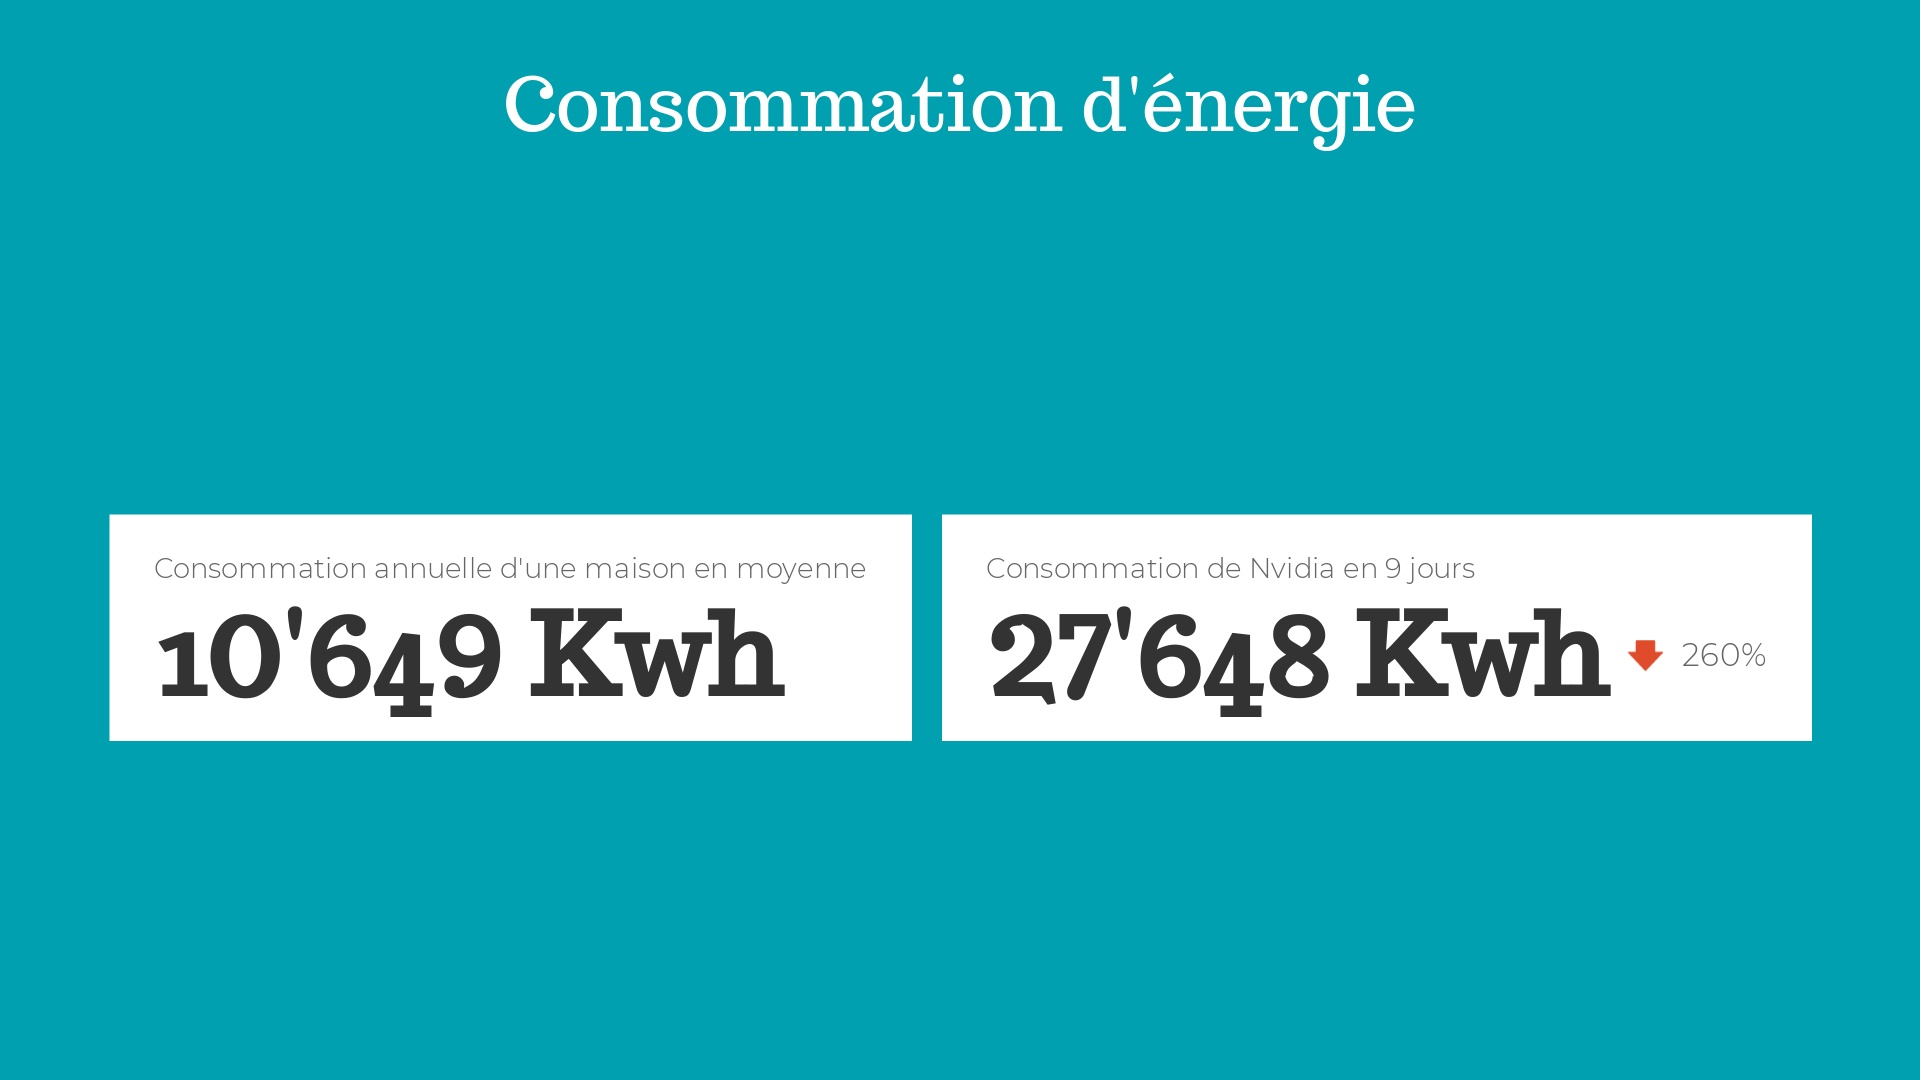 Consommation d'énergie
Consommation annuelle d'une maison en moyenne
10'649 Kwh
Consommation de Nvidia en 9 jours
27'648 Kwh
260%